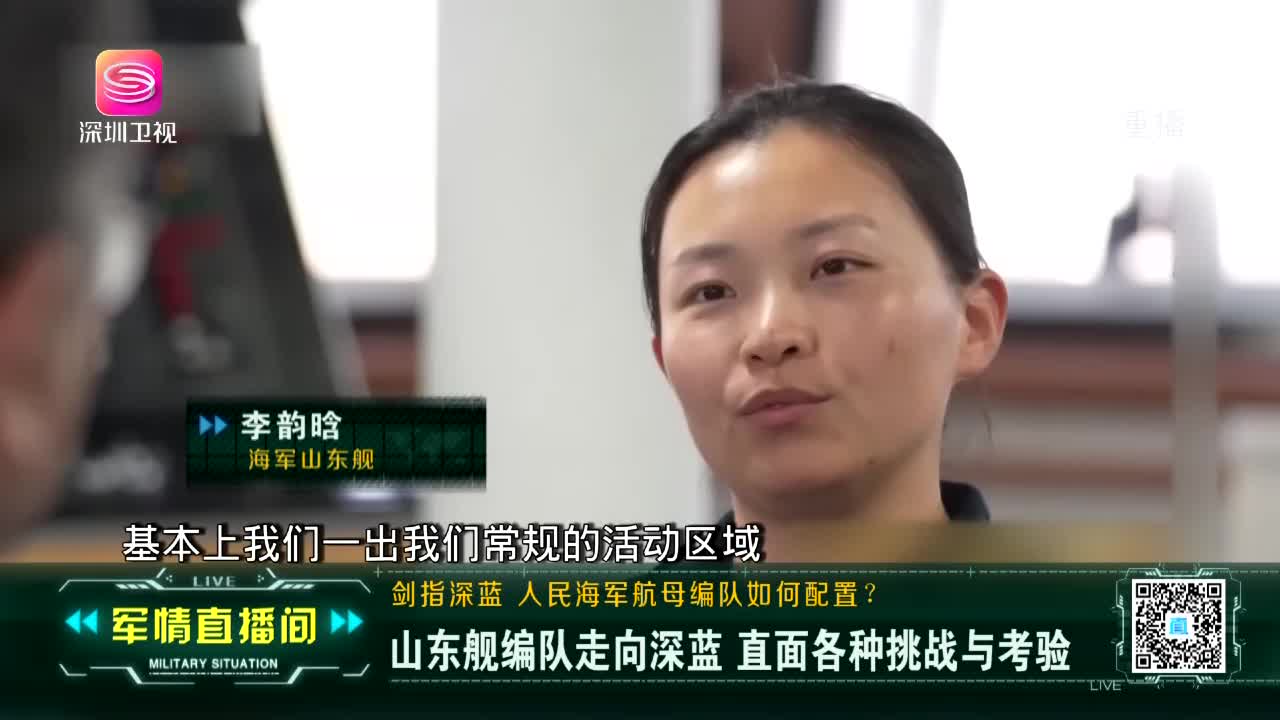 深圳卫视
重播
李韵晗
海军山东舰
基本上我们一出我们常规的活动区域
LIVE
军情直播间
MILITARY SITUATION
剑指深蓝 人民海军航母编队如何配置？
山东舰编队走向深蓝 直面各种挑战与考验
直
LIVE